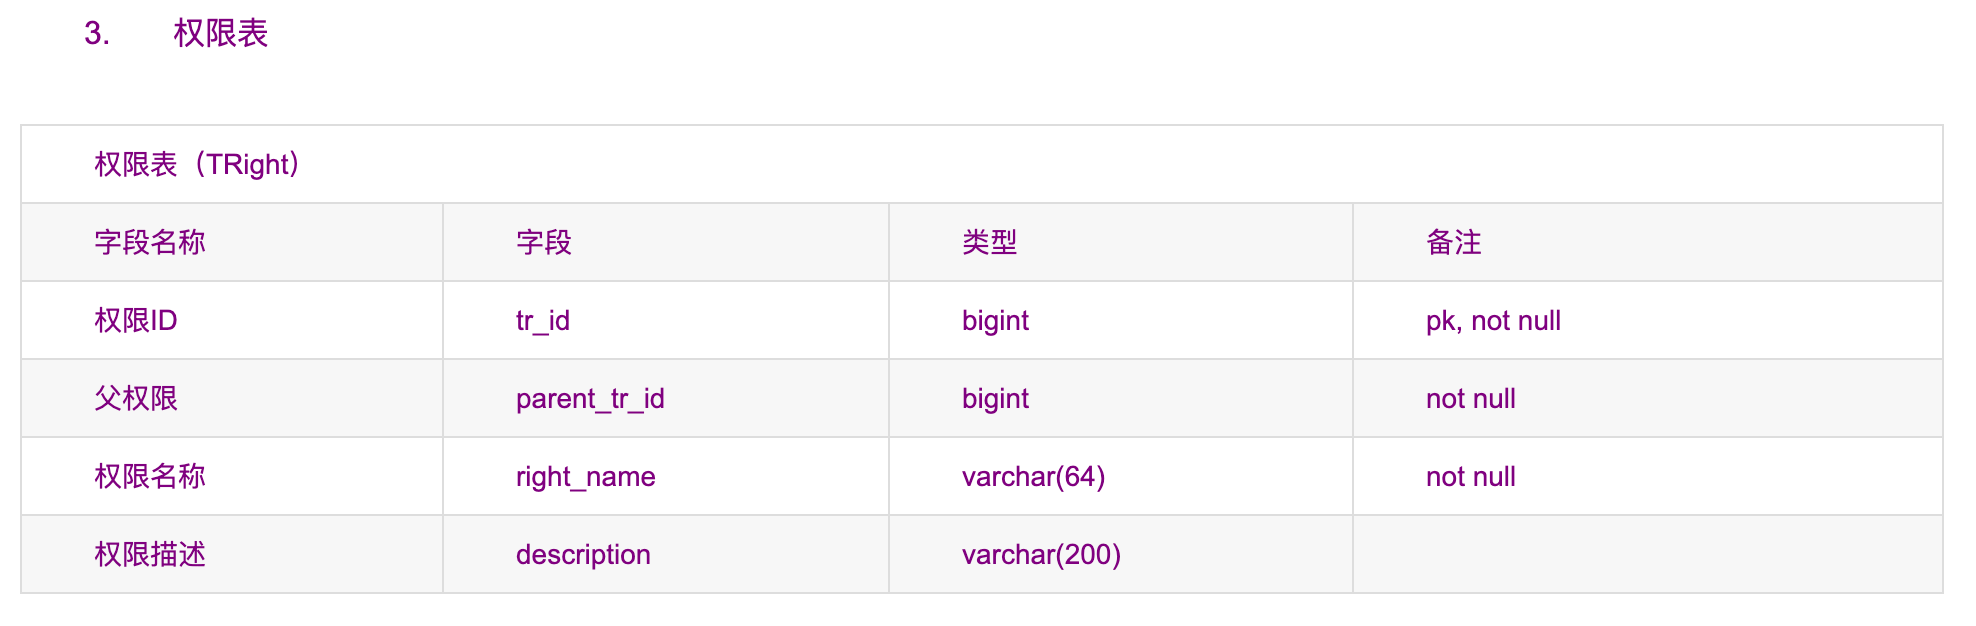 3. 权限表
权限表（TRight）
字段名称 字段 类型 备注
权限ID tr_id bigint pk, not null
父权限 parent_tr_id bigint not null
权限名称 right_name varchar(64) not null
权限描述 description varchar(200)